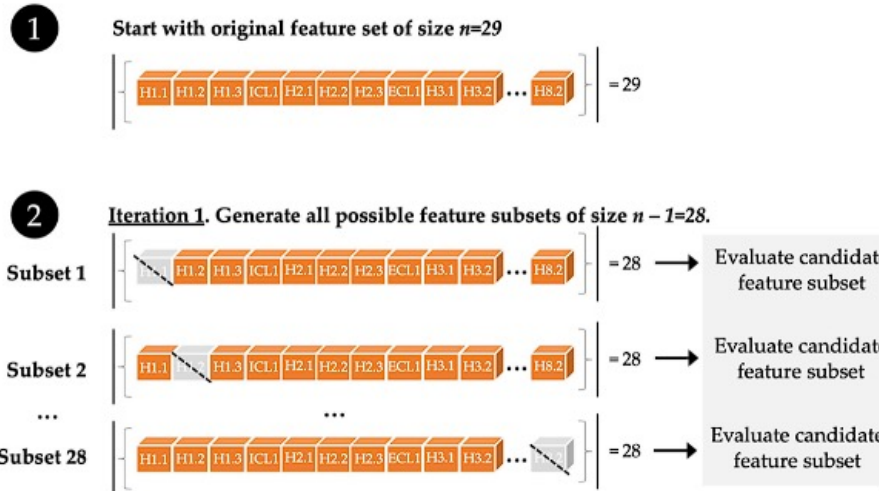 1
Start with original feature set of size n=29
H1.1 H1.2 H1.3 ICL1 H2.1 H2.2 H2.3 ECL1 H3.1 H3.2 ... H8.2 = 29
2
Iteration 1. Generate all possible feature subsets of size n – 1=28.
Subset 1
H1.2 H1.3 ICL1 H2.1 H2.2 H2.3 ECL1 H3.1 H3.2 ... H8.2 = 28
Evaluate candidate
feature subset
Subset 2
H1.1 H1.3 ICL1 H2.1 H2.2 H2.3 ECL1 H3.1 H3.2 ... H8.2 = 28
Evaluate candidate
feature subset
... ...
Subset 28
H1.1 H1.2 H1.3 ICL1 H2.1 H2.2 H2.3 ECL1 H3.1 H3.2 ... = 28
Evaluate candidate
feature subset